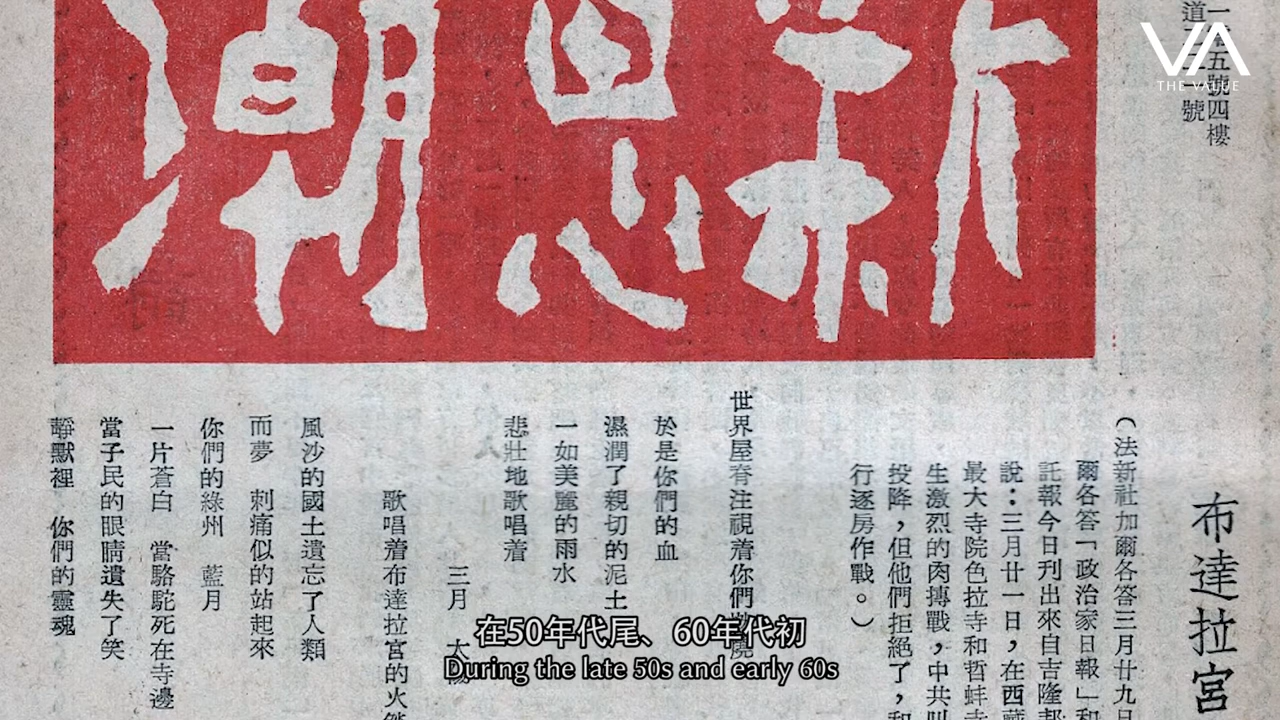 五號四樓
道
號
VA
THE VALUE
新思潮
布達拉宮
(法新社加爾各答三月廿九日
爾各答「政治家日報」和
託報今日刊出來自吉隆邦
說:三月廿一日,在西藏
最大寺院色拉寺和哲蚌寺
生激烈的肉摶戰,中共叫
投降,但他們拒絕了,和
行逐房作戰。)
世界屋脊注視着你們燃燒
於是你們的血
濕潤了親切的泥土
一如美麗的雨水
悲壯地歌唱着
三月 太陽
歌唱着布達拉宮的火
風沙的國土遺忘了人類
而夢 刺痛似的站起來
你們的綠州 藍月
一片蒼白 當駱駝死在寺邊
當子民的眼睛遺失了笑
靜默裡 你們的靈魂
在50年代尾、60年代初
During the late 50s and early 60s